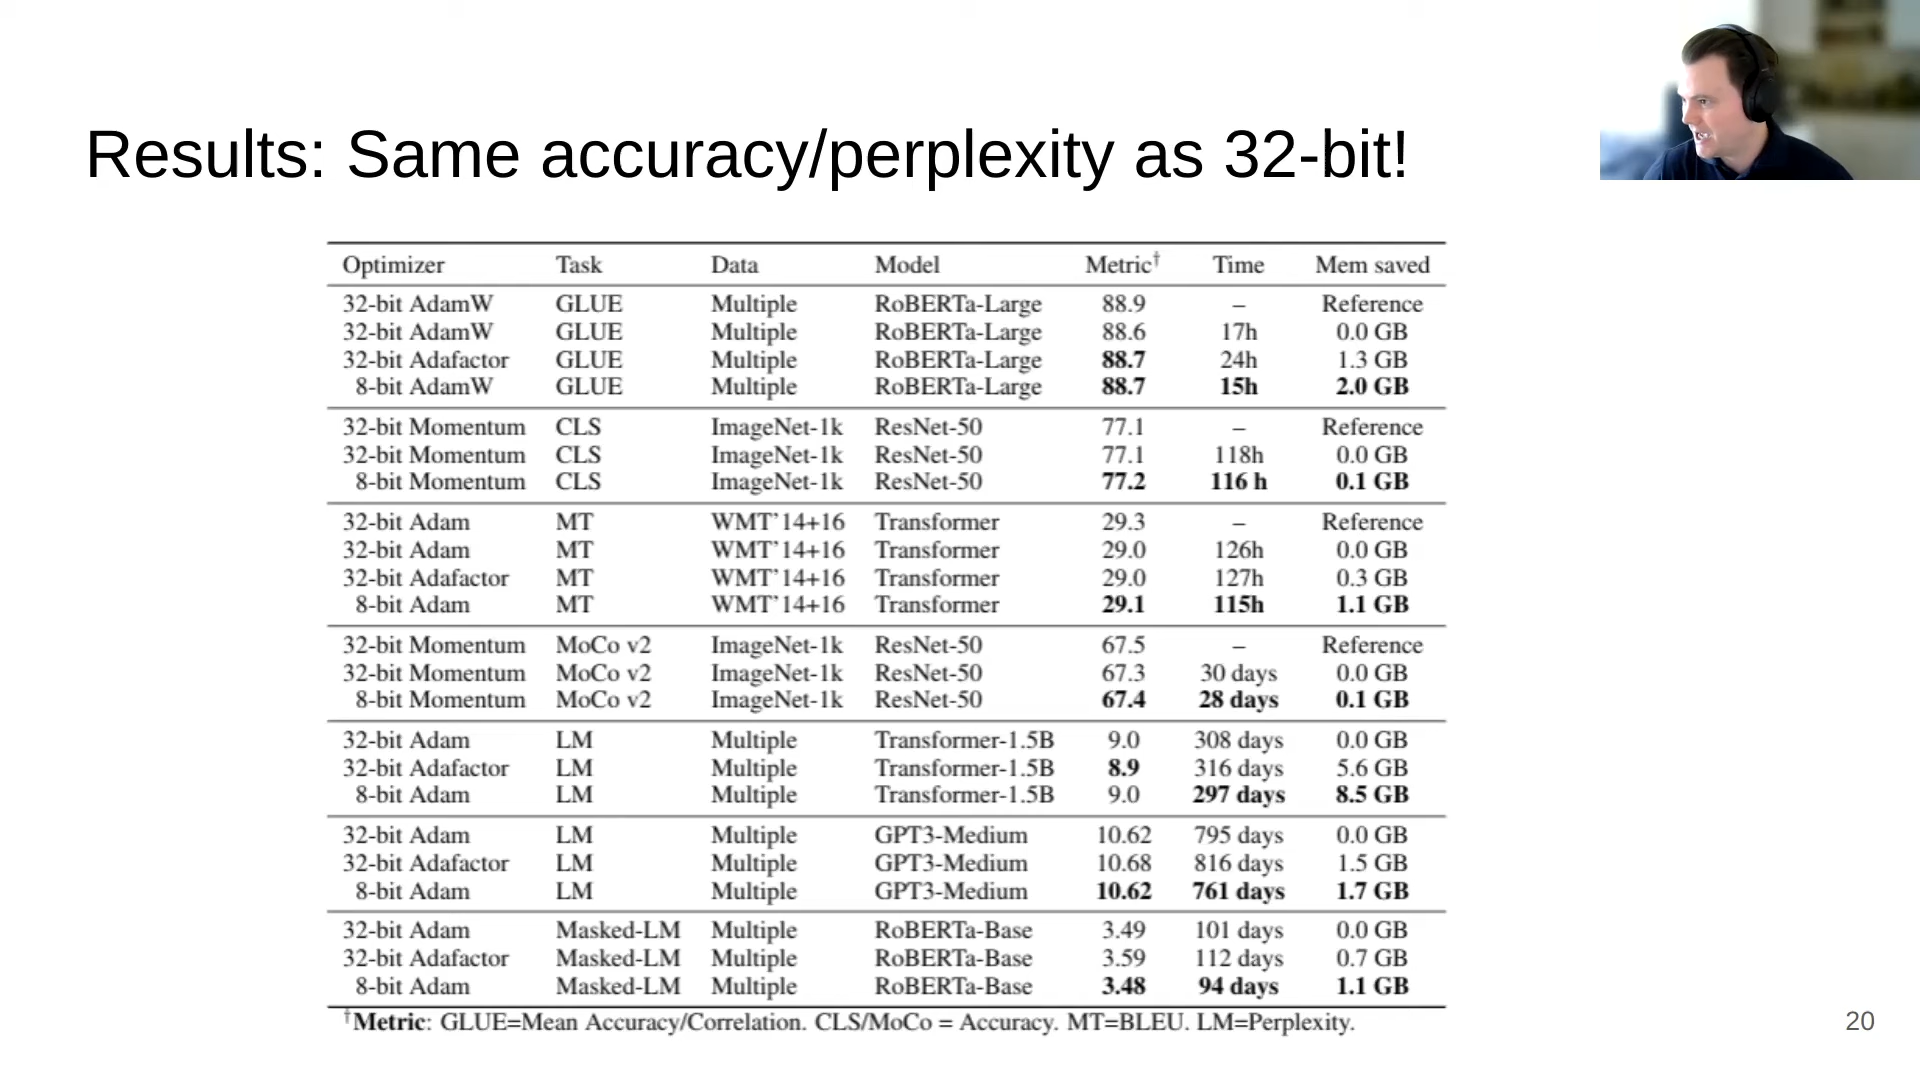 Results: Same accuracy/perplexity as 32-bit!
Optimizer Task Data Model Metric† Time Mem saved
32-bit AdamW GLUE Multiple RoBERTa-Large 88.9 – Reference
32-bit AdamW GLUE Multiple RoBERTa-Large 88.6 17h 0.0 GB
32-bit Adafactor GLUE Multiple RoBERTa-Large 88.7 24h 1.3 GB
8-bit AdamW GLUE Multiple RoBERTa-Large 88.7 15h 2.0 GB
32-bit Momentum CLS ImageNet-1k ResNet-50 77.1 – Reference
32-bit Momentum CLS ImageNet-1k ResNet-50 77.1 118h 0.0 GB
8-bit Momentum CLS ImageNet-1k ResNet-50 77.2 116 h 0.1 GB
32-bit Adam MT WMT'14+16 Transformer 29.3 – Reference
32-bit Adam MT WMT'14+16 Transformer 29.0 126h 0.0 GB
32-bit Adafactor MT WMT'14+16 Transformer 29.0 127h 0.3 GB
8-bit Adam MT WMT'14+16 Transformer 29.1 115h 1.1 GB
32-bit Momentum MoCo v2 ImageNet-1k ResNet-50 67.5 – Reference
32-bit Momentum MoCo v2 ImageNet-1k ResNet-50 67.3 30 days 0.0 GB
8-bit Momentum MoCo v2 ImageNet-1k ResNet-50 67.4 28 days 0.1 GB
32-bit Adam LM Multiple Transformer-1.5B 9.0 308 days 0.0 GB
32-bit Adafactor LM Multiple Transformer-1.5B 8.9 316 days 5.6 GB
8-bit Adam LM Multiple Transformer-1.5B 9.0 297 days 8.5 GB
32-bit Adam LM Multiple GPT3-Medium 10.62 795 days 0.0 GB
32-bit Adafactor LM Multiple GPT3-Medium 10.68 816 days 1.5 GB
8-bit Adam LM Multiple GPT3-Medium 10.62 761 days 1.7 GB
32-bit Adam Masked-LM Multiple RoBERTa-Base 3.49 101 days 0.0 GB
32-bit Adafactor Masked-LM Multiple RoBERTa-Base 3.59 112 days 0.7 GB
8-bit Adam Masked-LM Multiple RoBERTa-Base 3.48 94 days 1.1 GB
†Metric: GLUE=Mean Accuracy/Correlation. CLS/MoCo = Accuracy. MT=BLEU. LM=Perplexity.
20